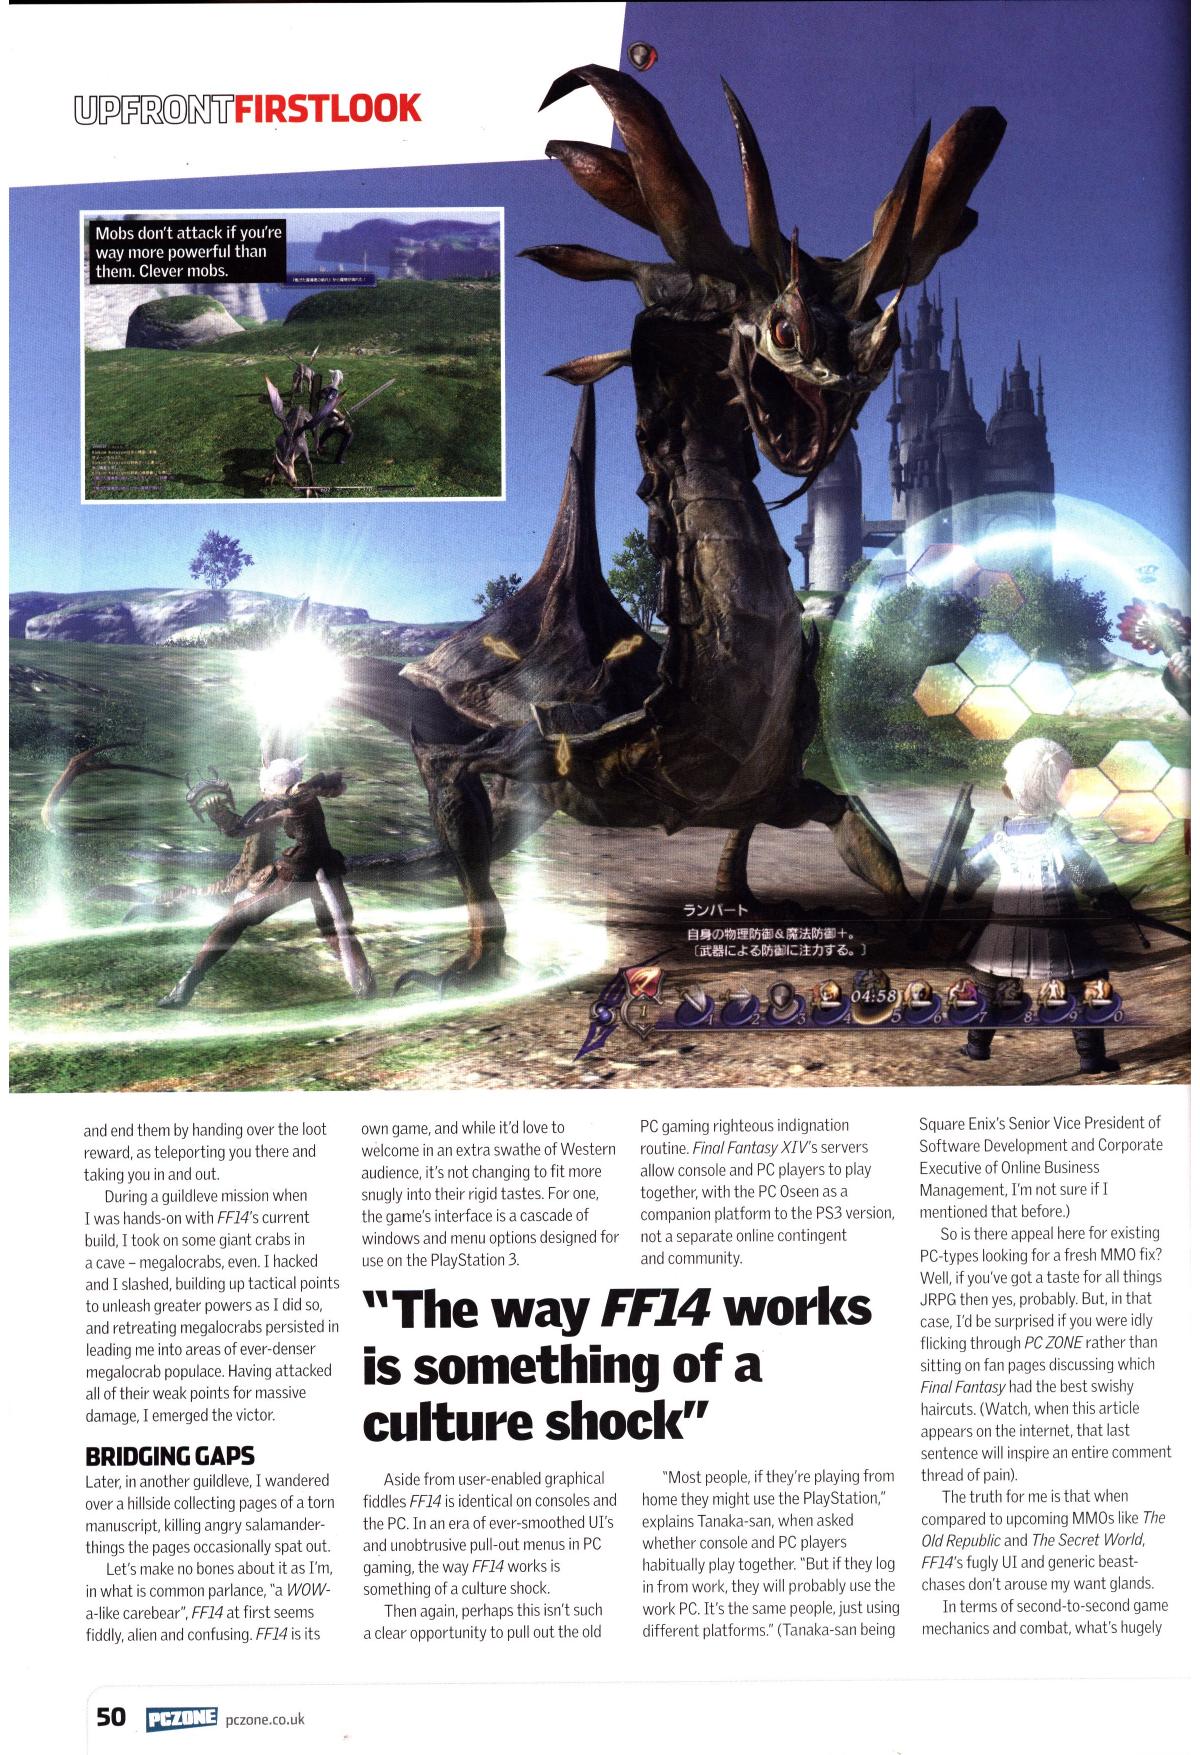 UPFRONTFIRSTLOOK
Mobs don't attack if you're
way more powerful than
them. Clever mobs.
ランパート
自身の物理防御&魔法防御+。
［武器による防御に注力する。］
04:58
1
1 2 3 4 5 6 7 8 9 0
and end them by handing over the loot
reward, as teleporting you there and
taking you in and out.
During a guildleve mission when
I was hands-on with FF14's current
build, I took on some giant crabs in
a cave – megalocrabs, even. I hacked
and I slashed, building up tactical points
to unleash greater powers as I did so,
and retreating megalocrabs persisted in
leading me into areas of ever-denser
megalocrab populace. Having attacked
all of their weak points for massive
damage, I emerged the victor.
BRIDGING GAPS
Later, in another guildleve, I wandered
over a hillside collecting pages of a torn
manuscript, killing angry salamander-
things the pages occasionally spat out.
Let's make no bones about it as I'm,
in what is common parlance, "a WOW-
a-like carebear", FF14 at first seems
fiddly, alien and confusing. FF14 is its
own game, and while it'd love to
welcome in an extra swathe of Western
audience, it's not changing to fit more
snugly into their rigid tastes. For one,
the game's interface is a cascade of
windows and menu options designed for
use on the PlayStation 3.
"The way FF14 works
is something of a
culture shock"
Aside from user-enabled graphical
fiddles FF14 is identical on consoles and
the PC. In an era of ever-smoothed UI's
and unobtrusive pull-out menus in PC
gaming, the way FF14 works is
something of a culture shock.
Then again, perhaps this isn't such
a clear opportunity to pull out the old
PC gaming righteous indignation
routine. Final Fantasy XIV's servers
allow console and PC players to play
together, with the PC 0seen as a
companion platform to the PS3 version,
not a separate online contingent
and community.
"Most people, if they're playing from
home they might use the PlayStation,"
explains Tanaka-san, when asked
whether console and PC players
habitually play together. "But if they log
in from work, they will probably use the
work PC. It's the same people, just using
different platforms." (Tanaka-san being
Square Enix's Senior Vice President of
Software Development and Corporate
Executive of Online Business
Management, I'm not sure if I
mentioned that before.)
So is there appeal here for existing
PC-types looking for a fresh MMO fix?
Well, if you've got a taste for all things
JRPG then yes, probably. But, in that
case, I'd be surprised if you were idly
flicking through PC ZONE rather than
sitting on fan pages discussing which
Final Fantasy had the best swishy
haircuts. (Watch, when this article
appears on the internet, that last
sentence will inspire an entire comment
thread of pain).
The truth for me is that when
compared to upcoming MMOs like The
Old Republic and The Secret World,
FF14's fugly UI and generic beast-
chases don't arouse my want glands.
In terms of second-to-second game
mechanics and combat, what's hugely
50 PCZONE pczone.co.uk